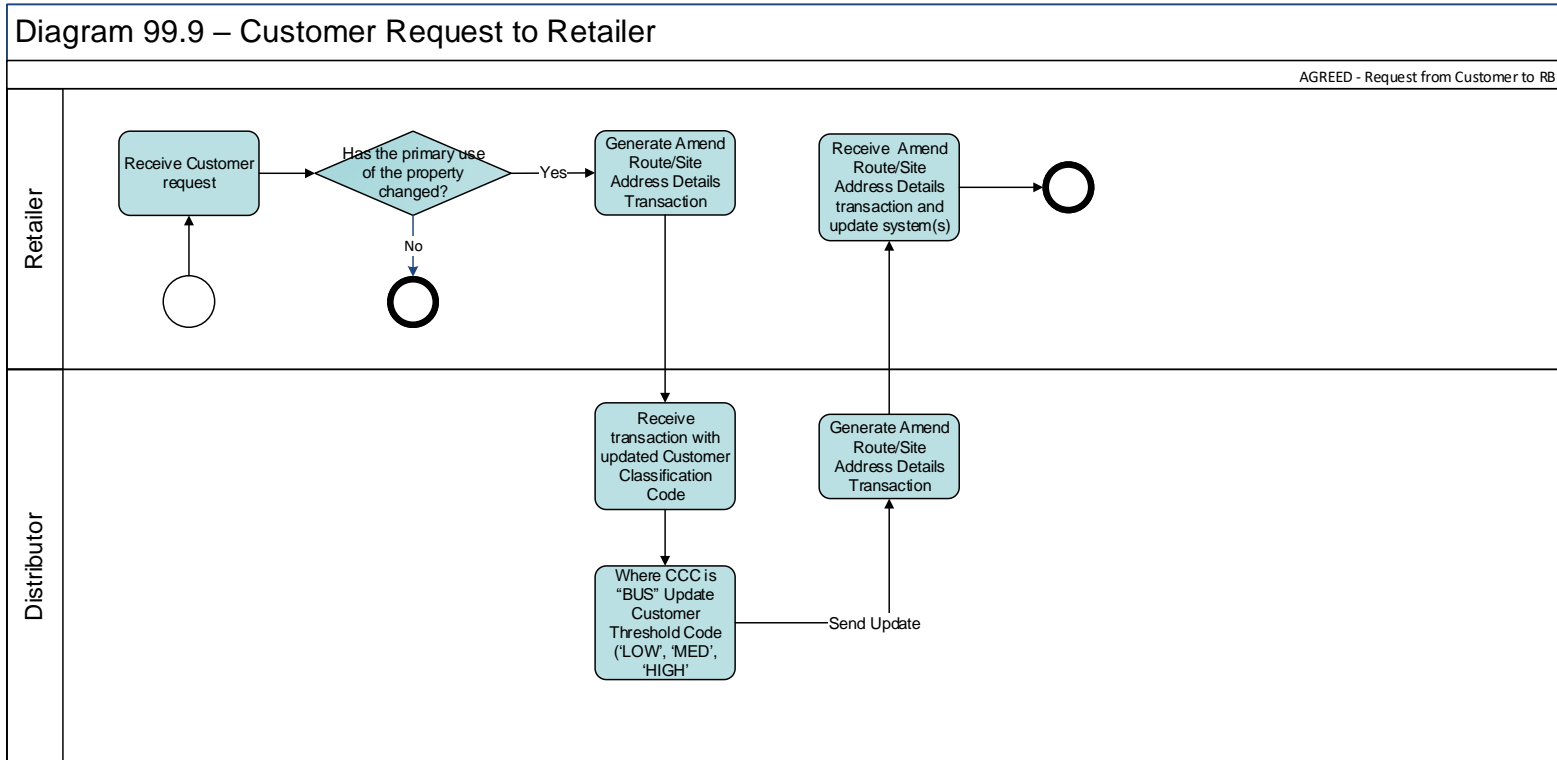 Diagram 99.9 – Customer Request to Retailer
AGREED - Request from Customer to RB
Retailer
Receive Customer
request
Has the primary use
of the property
changed?
Yes
No
Generate Amend
Route/Site
Address Details
Transaction
Receive Amend
Route/Site
Address Details
transaction and
update system(s)
Distributor
Receive
transaction with
updated Customer
Classification
Code
Where CCC is
“BUS” Update
Customer
Threshold Code
(‘LOW’, ‘MED’,
‘HIGH’
Send Update
Generate Amend
Route/Site
Address Details
Transaction